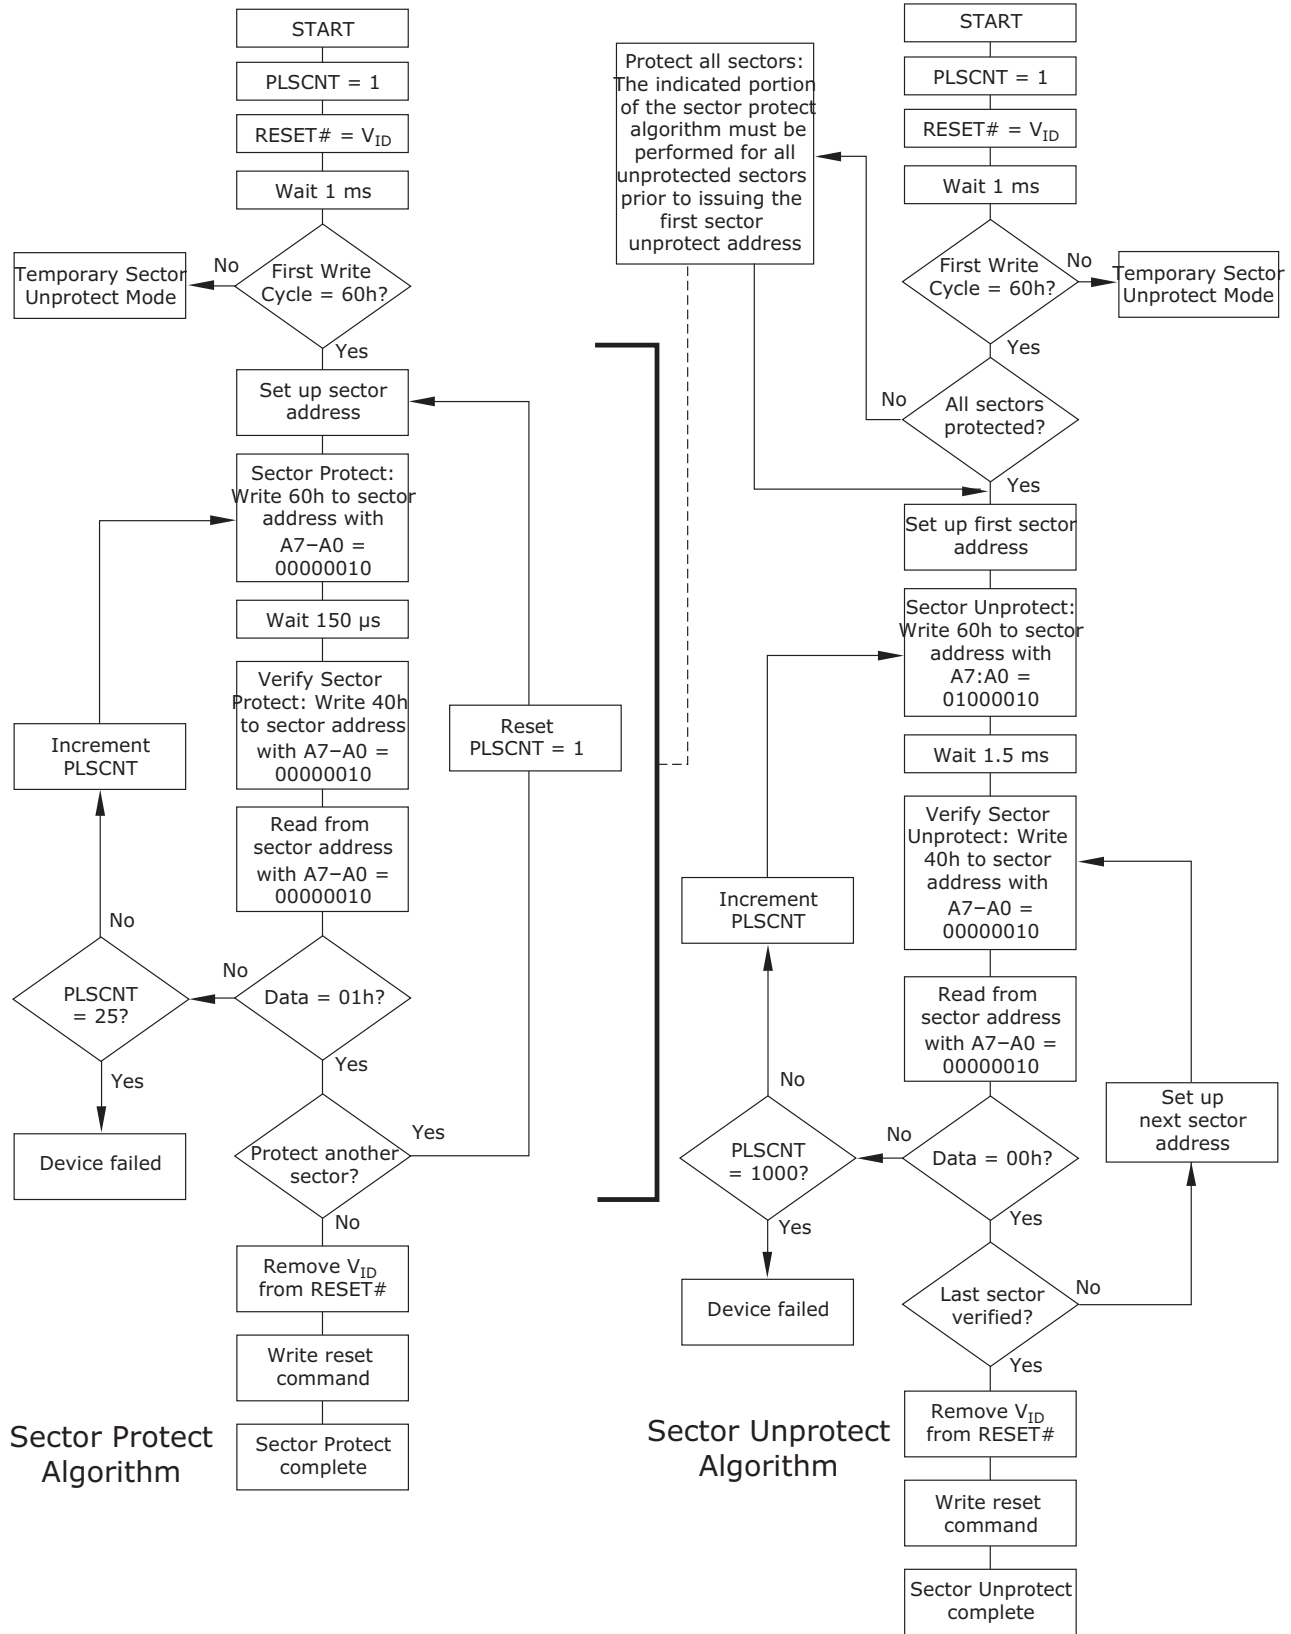 START
PLSCNT = 1
RESET# = VID
Wait 1 ms
First Write
Cycle = 60h?
No
Temporary Sector
Unprotect Mode
Yes
Set up sector
address
Sector Protect:
Write 60h to sector
address with
A7–A0 =
00000010
Wait 150 µs
Verify Sector
Protect: Write 40h
to sector address
with A7–A0 =
00000010
Read from
sector address
with A7–A0 =
00000010
Data = 01h?
No
PLSCNT
= 25?
No
Increment
PLSCNT
Yes
Device failed
Yes
Protect another
sector?
Yes
Reset
PLSCNT = 1
No
Remove VID
from RESET#
Write reset
command
Sector Protect
complete
Sector Protect
Algorithm
Protect all sectors:
The indicated portion
of the sector protect
algorithm must be
performed for all
unprotected sectors
prior to issuing the
first sector
unprotect address
START
PLSCNT = 1
RESET# = VID
Wait 1 ms
First Write
Cycle = 60h?
No
Temporary Sector
Unprotect Mode
Yes
All sectors
protected?
No
Yes
Set up first sector
address
Sector Unprotect:
Write 60h to sector
address with
A7:A0 =
01000010
Wait 1.5 ms
Verify Sector
Unprotect: Write
40h to sector
address with
A7–A0 =
00000010
Read from
sector address
with A7–A0 =
00000010
Data = 00h?
No
PLSCNT
= 1000?
No
Increment
PLSCNT
Yes
Device failed
Yes
Last sector
verified?
No
Set up
next sector
address
Yes
Remove VID
from RESET#
Write reset
command
Sector Unprotect
complete
Sector Unprotect
Algorithm